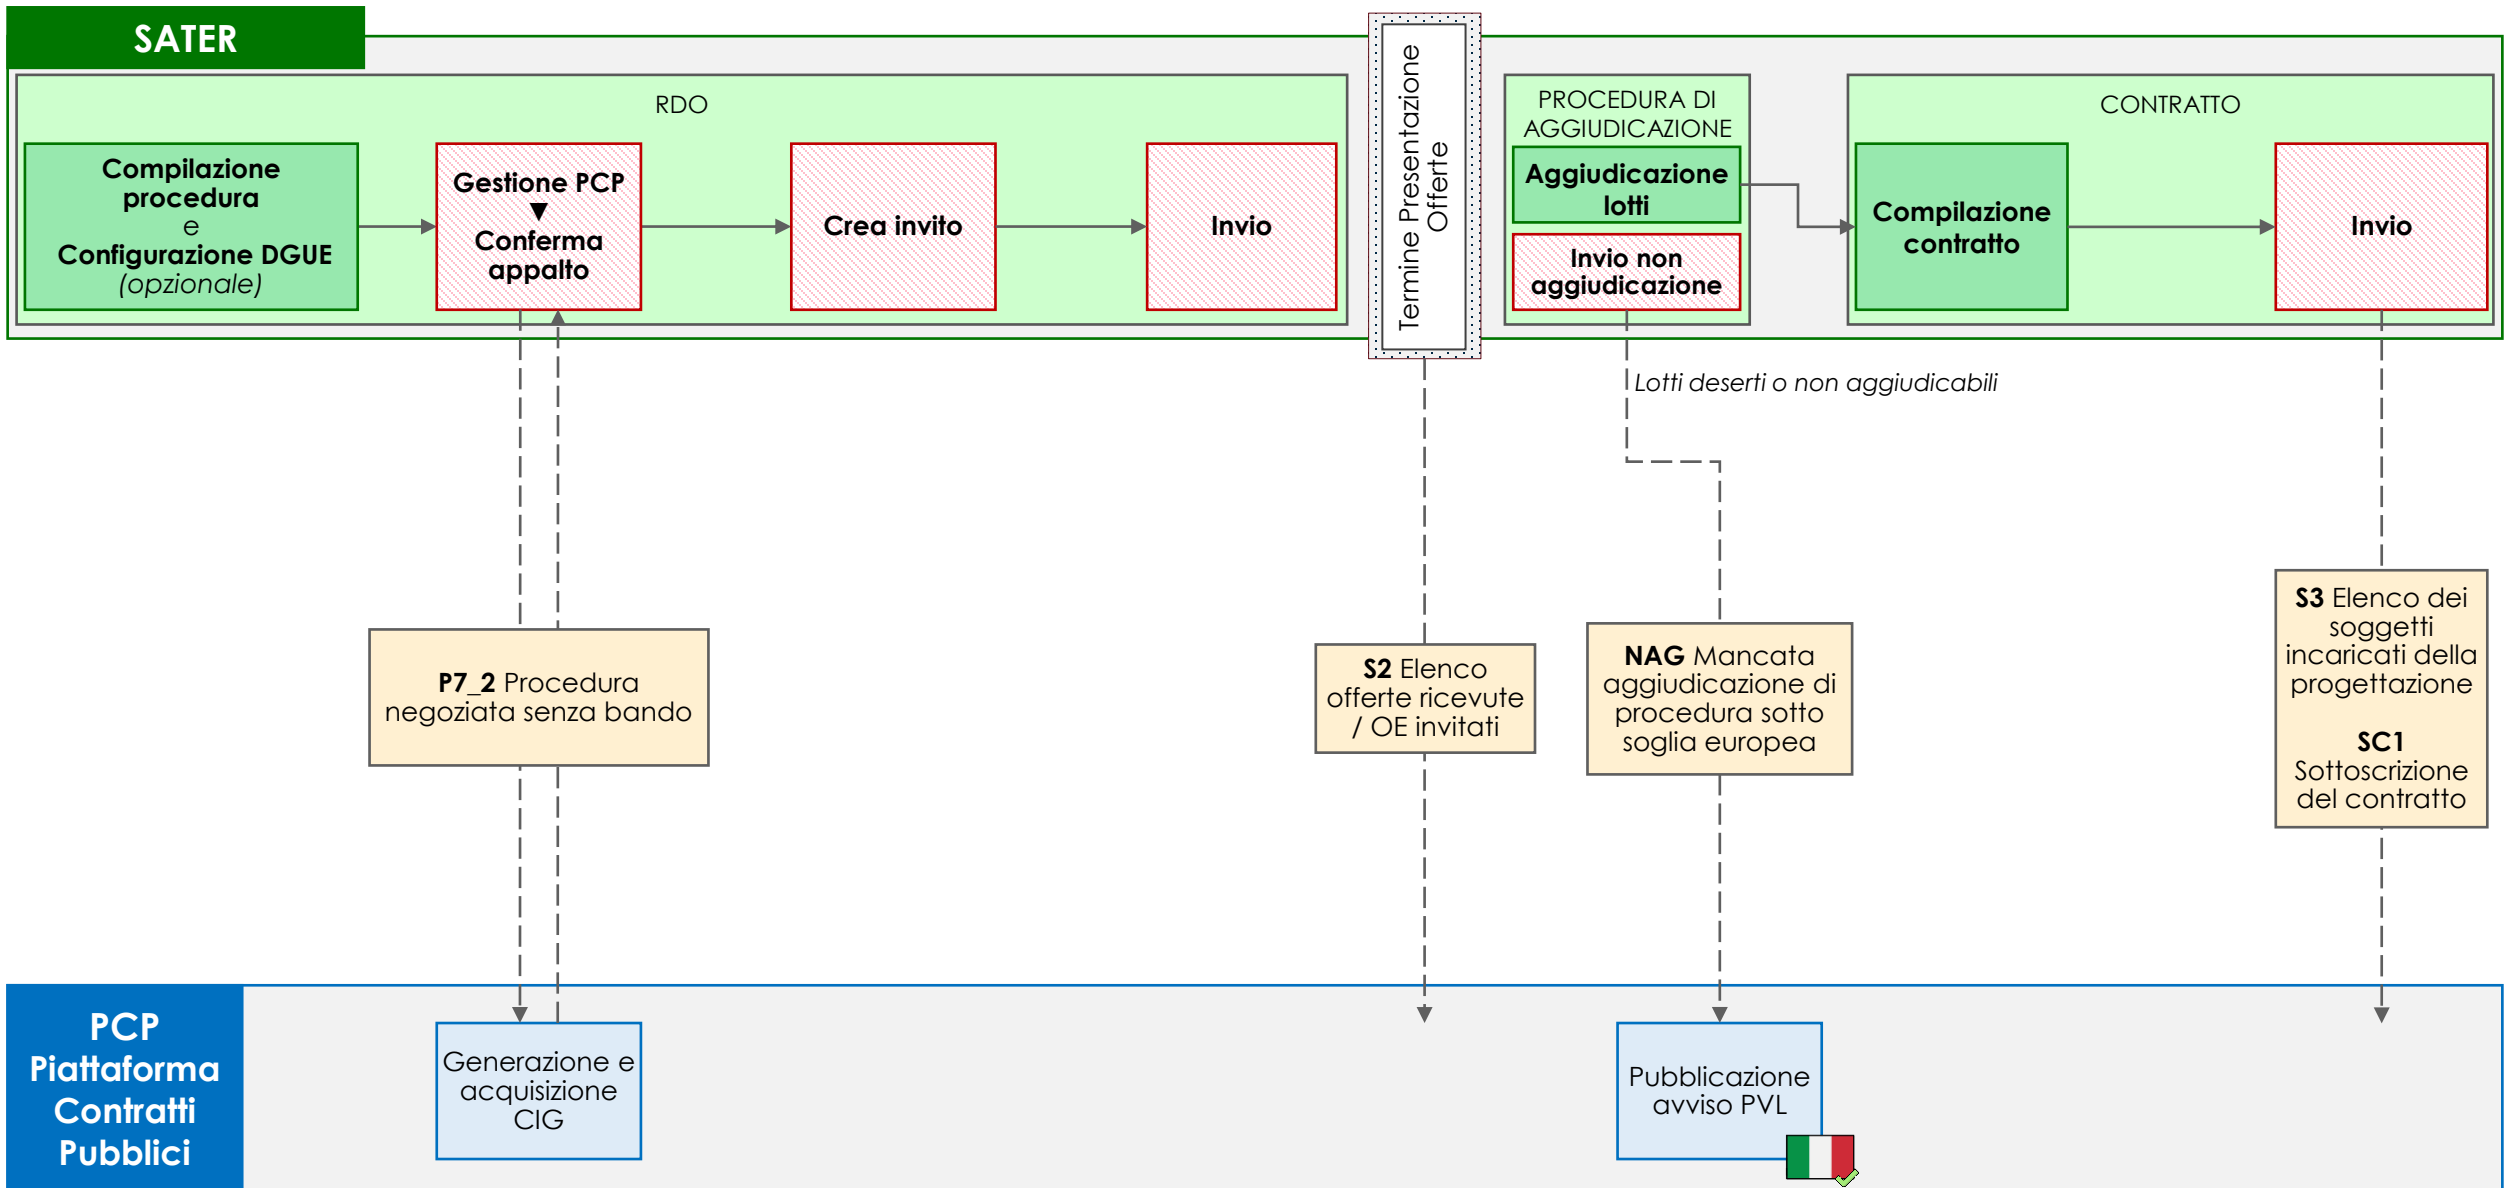 SATER
RDO
Compilazione
procedura
e
Configurazione DGUE
(opzionale)
Gestione PCP
▼
Conferma
appalto
Crea invito
Invio
Termine Presentazione
Offerte
PROCEDURA DI
AGGIUDICAZIONE
Aggiudicazione
lotti
Invio non
aggiudicazione
CONTRATTO
Compilazione
contratto
Invio
Lotti deserti o non aggiudicabili
P7_2 Procedura
negoziata senza bando
S2 Elenco
offerte ricevute
/ OE invitati
NAG Mancata
aggiudicazione di
procedura sotto
soglia europea
S3 Elenco dei
soggetti
incaricati della
progettazione
SC1
Sottoscrizione
del contratto
PCP
Piattaforma
Contratti
Pubblici
Generazione e
acquisizione
CIG
Pubblicazione
avviso PVL